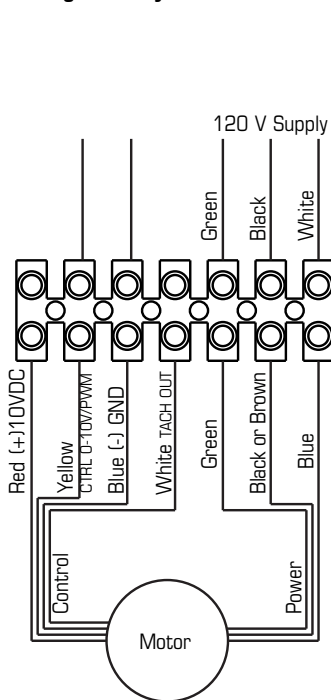 120 V Supply
Green
Black
White
Red (+)10VDC
Yellow
CTRL 0-10V/PWM
Blue (-) GND
White TACH OUT
Green
Black or Brown
Blue
Control
Power
Motor